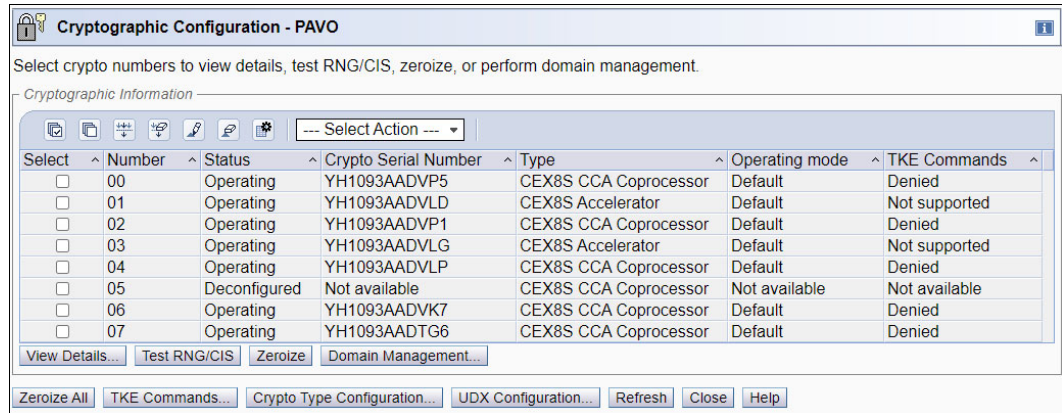 Cryptographic Configuration - PAVO
Select crypto numbers to view details, test RNG/CIS, zeroize, or perform domain management.
Cryptographic Information
--- Select Action ---
Select Number Status Crypto Serial Number Type Operating mode TKE Commands
00 Operating YH1093AADVP5 CEX8S CCA Coprocessor Default Denied
01 Operating YH1093AADVLD CEX8S Accelerator Default Not supported
02 Operating YH1093AADVP1 CEX8S CCA Coprocessor Default Denied
03 Operating YH1093AADVLG CEX8S Accelerator Default Not supported
04 Operating YH1093AADVLP CEX8S CCA Coprocessor Default Denied
05 Deconfigured Not available CEX8S CCA Coprocessor Not available Not available
06 Operating YH1093AADVK7 CEX8S CCA Coprocessor Default Denied
07 Operating YH1093AADTG6 CEX8S CCA Coprocessor Default Denied
View Details... Test RNG/CIS Zeroize Domain Management...
Zeroize All TKE Commands... Crypto Type Configuration... UDX Configuration... Refresh Close Help